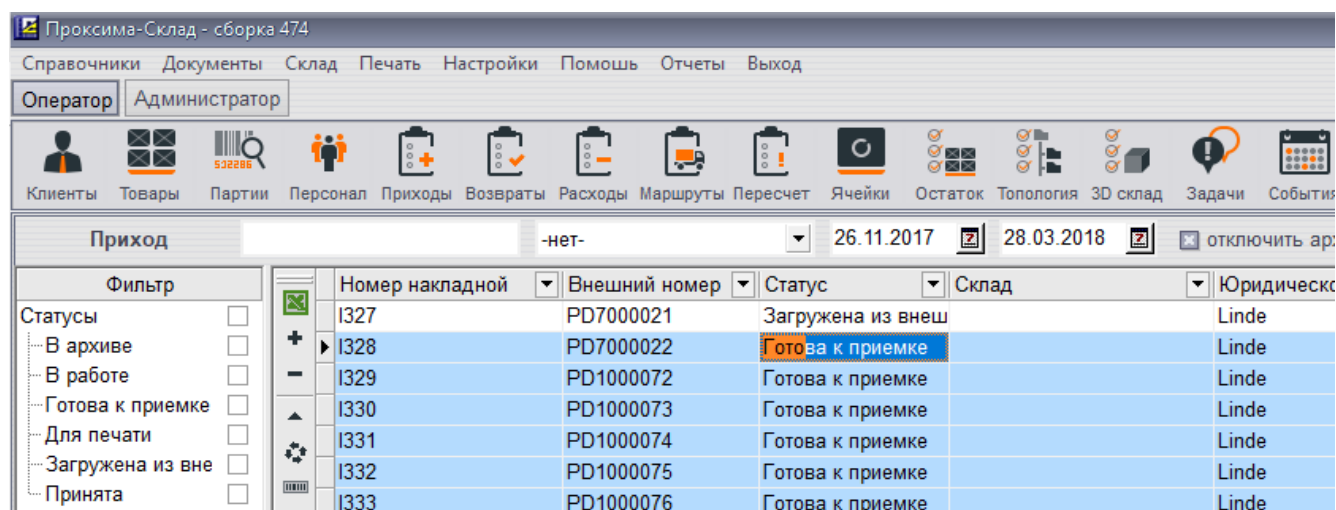 Проксима-Склад - сборка 474
Справочники Документы Склад Печать Настройки Помошь Отчеты Выход
Оператор Администратор
532286
Клиенты Товары Партии Персонал Приходы Возвраты Расходы Маршруты Пересчет Ячейки Остаток Топология 3D склад Задачи События
Приход -нет- 26.11.2017 28.03.2018 отключить арх
Фильтр Номер накладной Внешний номер Статус Склад Юридическо
Статусы I327 PD7000021 Загружена из внеш Linde
В архиве I328 PD7000022 Готова к приемке Linde
В работе I329 PD1000072 Готова к приемке Linde
Готова к приемке I330 PD1000073 Готова к приемке Linde
Для печати I331 PD1000074 Готова к приемке Linde
Загружена из вне I332 PD1000075 Готова к приемке Linde
Принята I333 PD1000076 Готова к приемке Linde